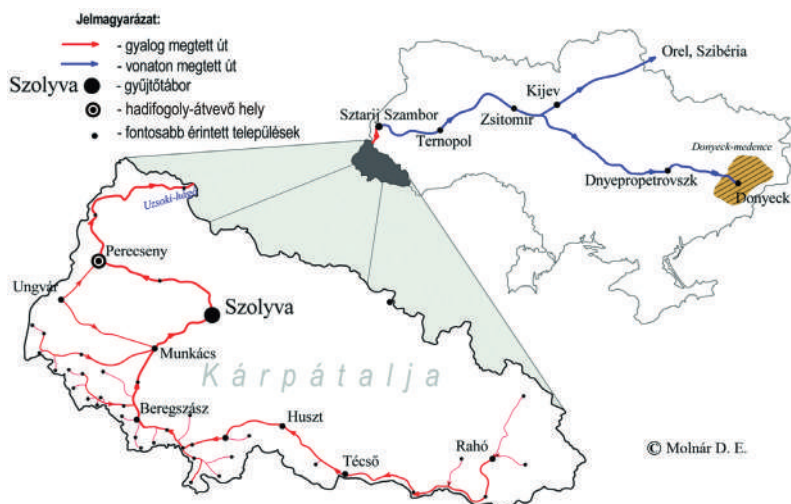 Jelmagyarázat:
- gyalog megtett út
- vonaton megtett út
Szolyva - gyűjtőtábor
- hadifogoly-átvevő hely
- fontosabb érintett települések
Orel, Szibéria
Kijev
Sztarij Szambor
Zsitomir
Ternopol
Donyeck-medence
Dnyepropetrovszk
Donyeck
Uzsoki-hágó
Perecseny
Ungvár
Szolyva
Munkács
Kárpátalja
Beregszász
Huszt
Técső
Rahó
© Molnár D. E.